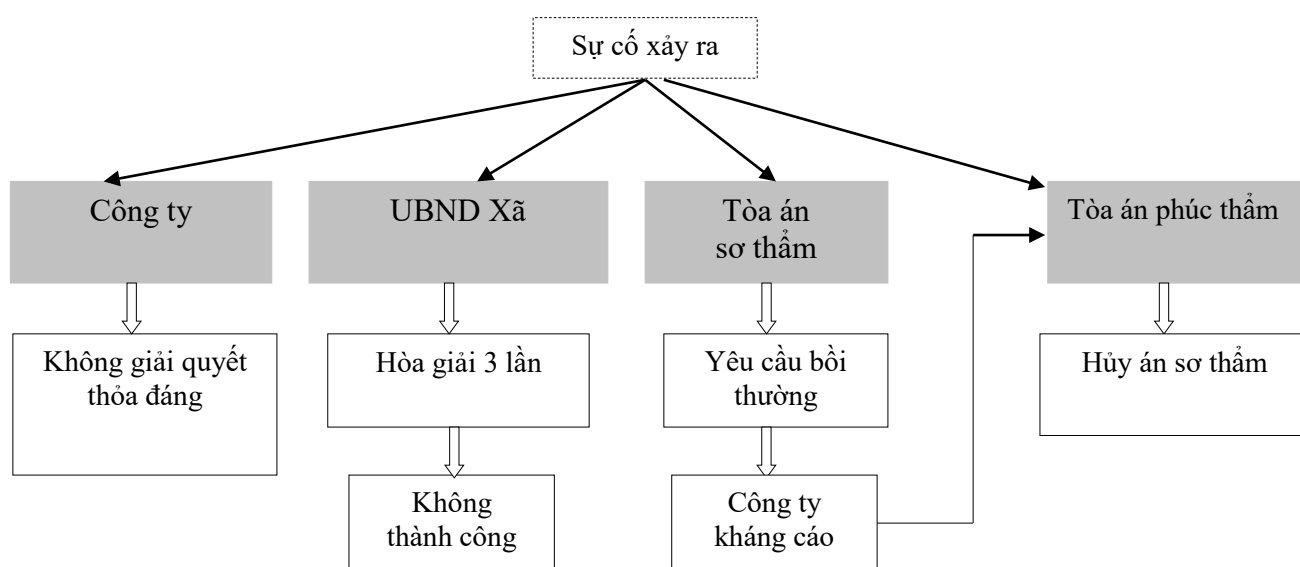 Sự cố xảy ra
Công ty
UBND Xã
Tòa án
sơ thẩm
Tòa án phúc thẩm
Không giải quyết
thỏa đáng
Hòa giải 3 lần
Yêu cầu bồi
thường
Hủy án sơ thẩm
Không
thành công
Công ty
kháng cáo